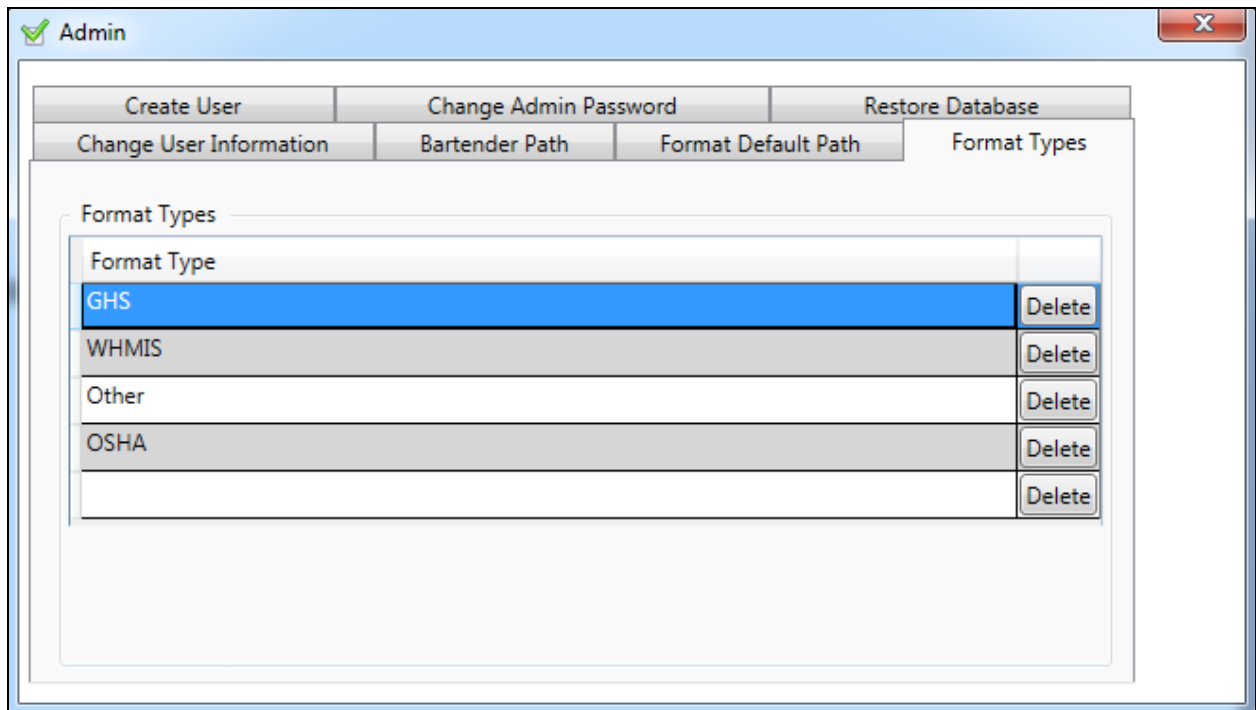 Admin
X
Create User Change Admin Password Restore Database
Change User Information Bartender Path Format Default Path Format Types
Format Types
Format Type
GHS Delete
WHMIS Delete
Other Delete
OSHA Delete
Delete